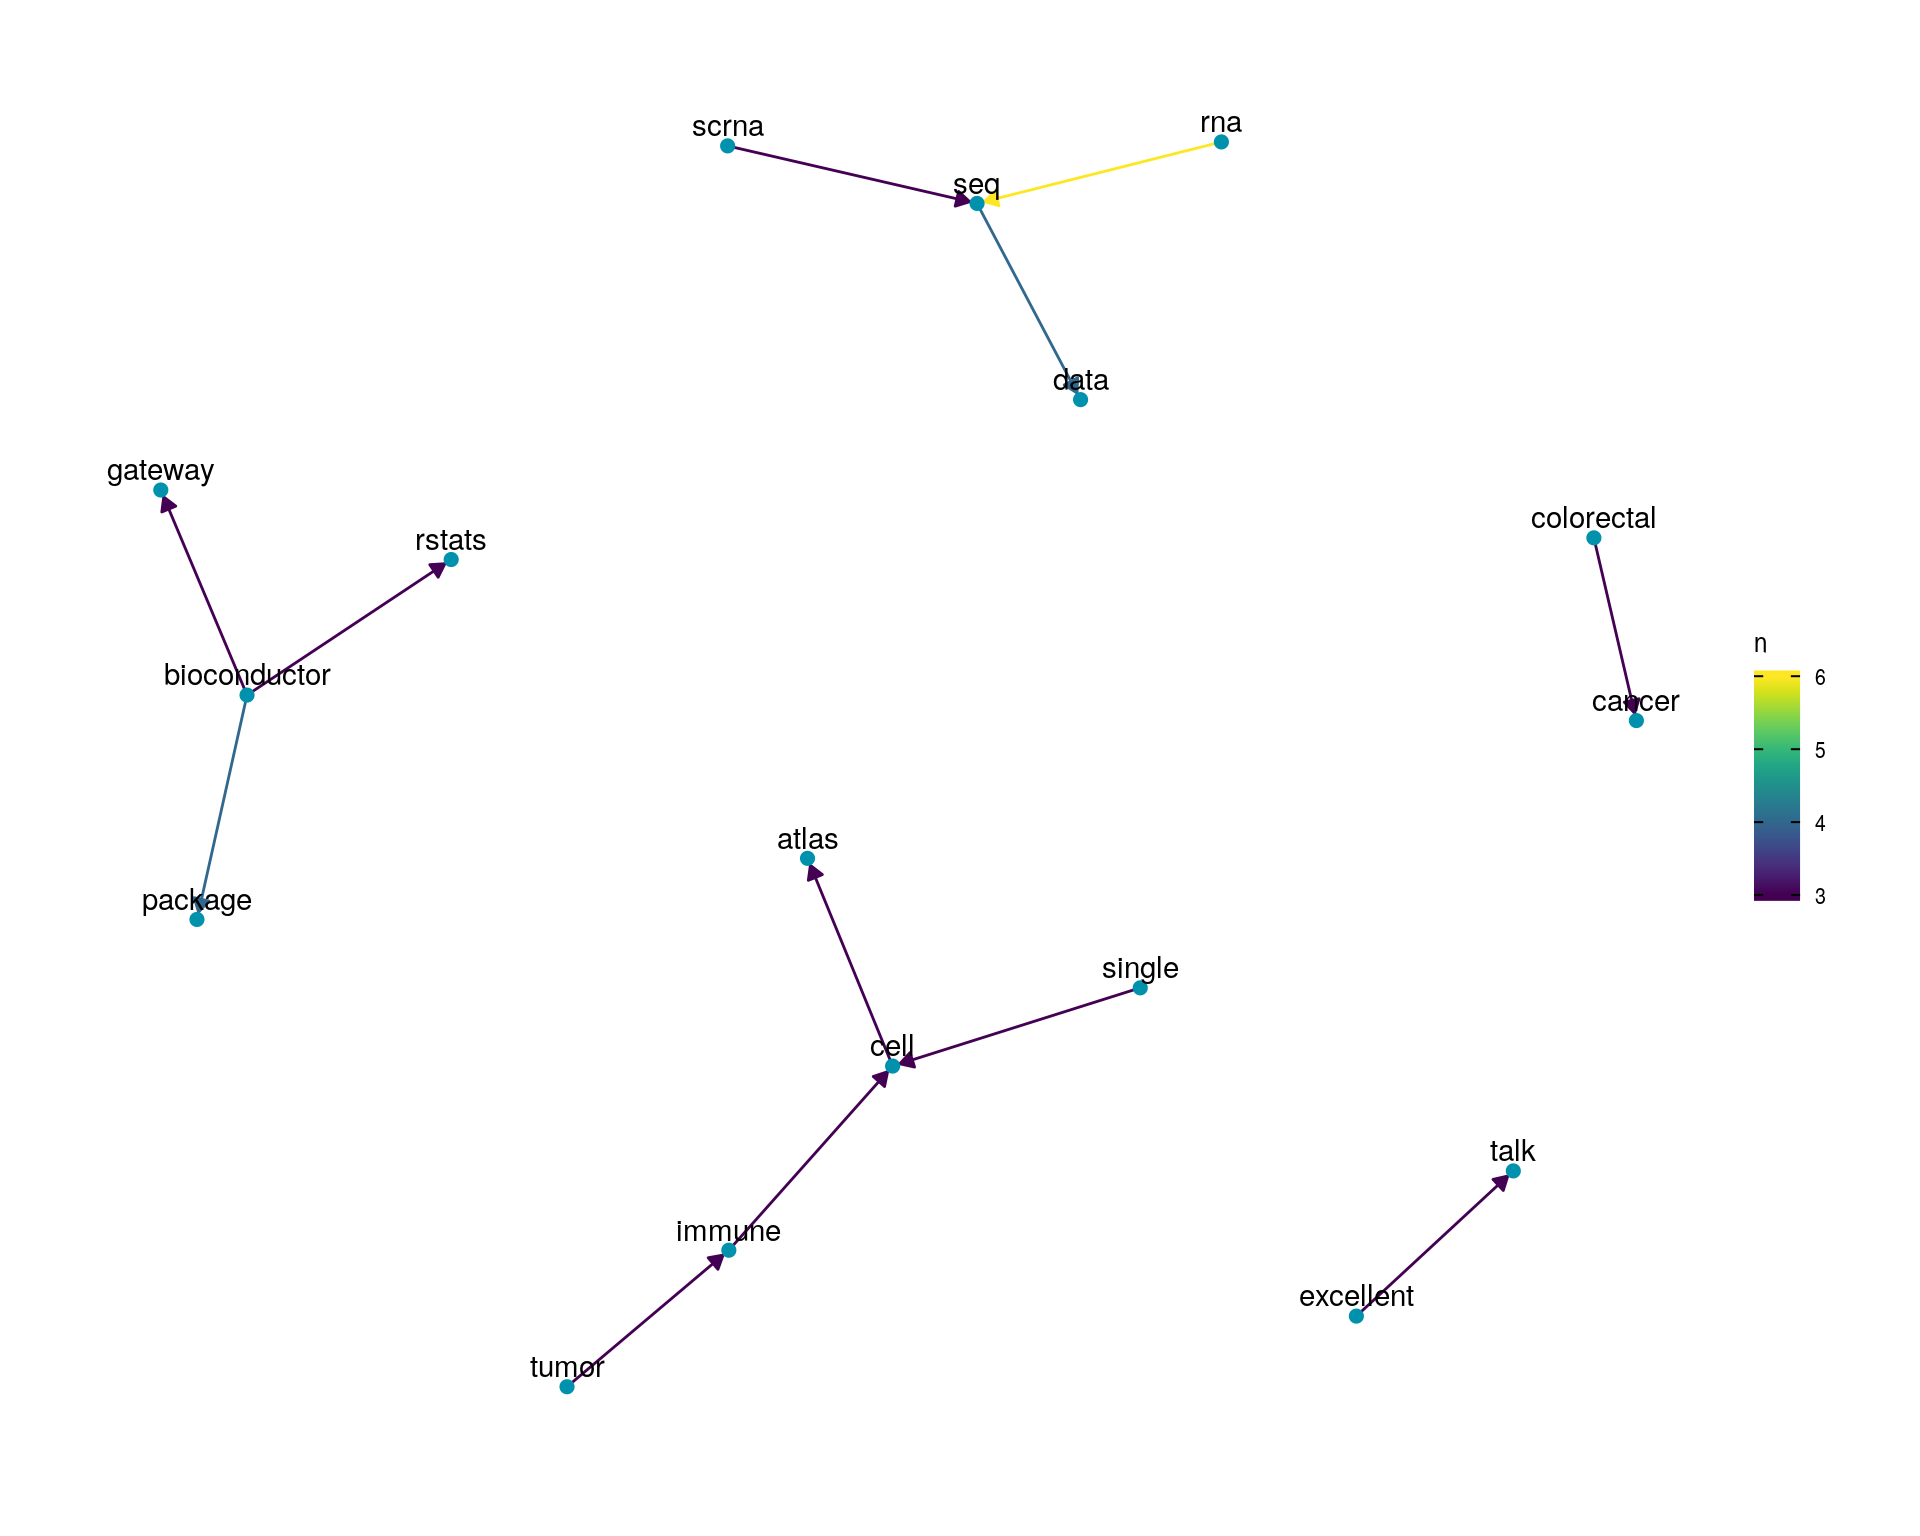 scrna
rna
seq
data
gateway
rstats
bioconductor
package
colorectal
cancer
n
6
5
4
3
atlas
single
cell
immune
tumor
talk
excellent